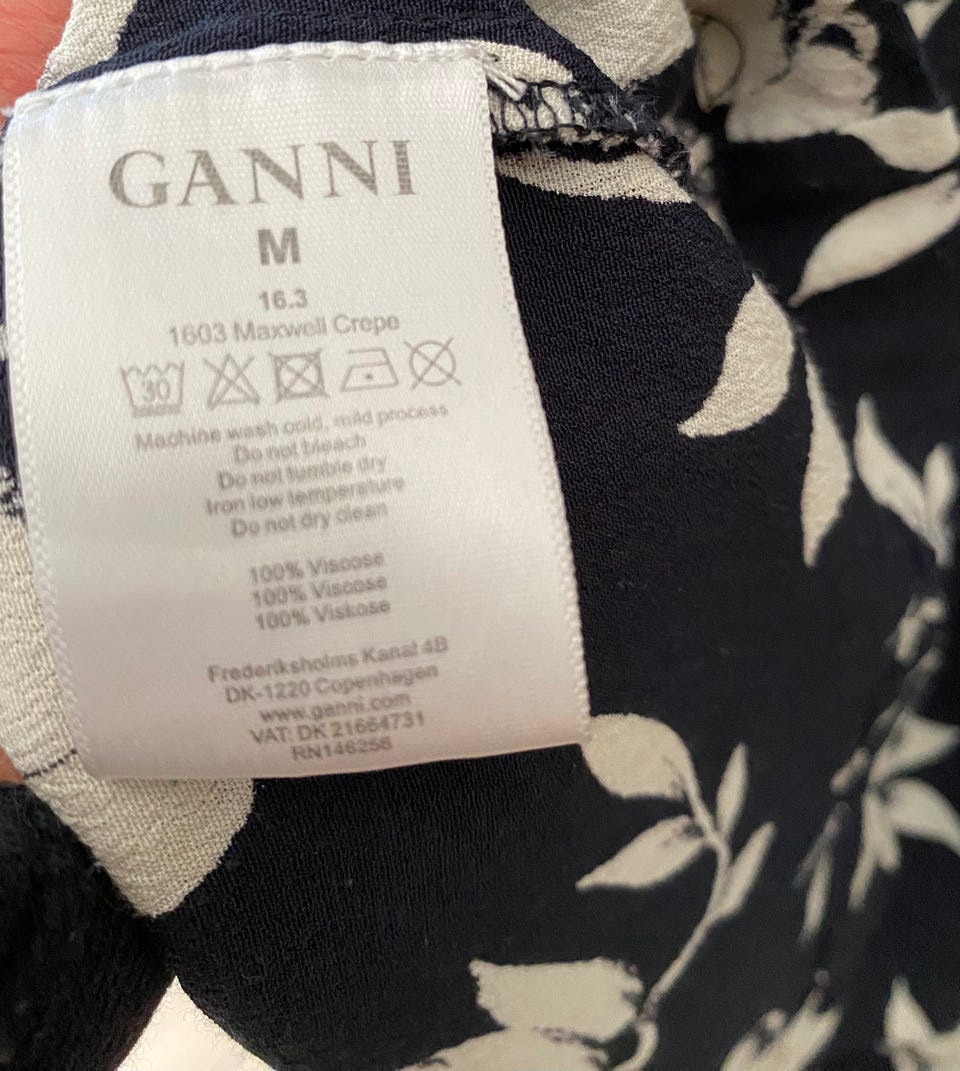 GANNI
M
16.3
1603 Maxwell Crepe
30
Machine wash cold, mild process
Do not bleach
Do not tumble dry
Iron low temperature
Do not dry clean
100% Viscose
100% Viscose
100% Viskose
Frederiksholms Kanal 4B
DK-1220 Copenhagen
www.ganni.com
VAT: DK 21664731
RN146256